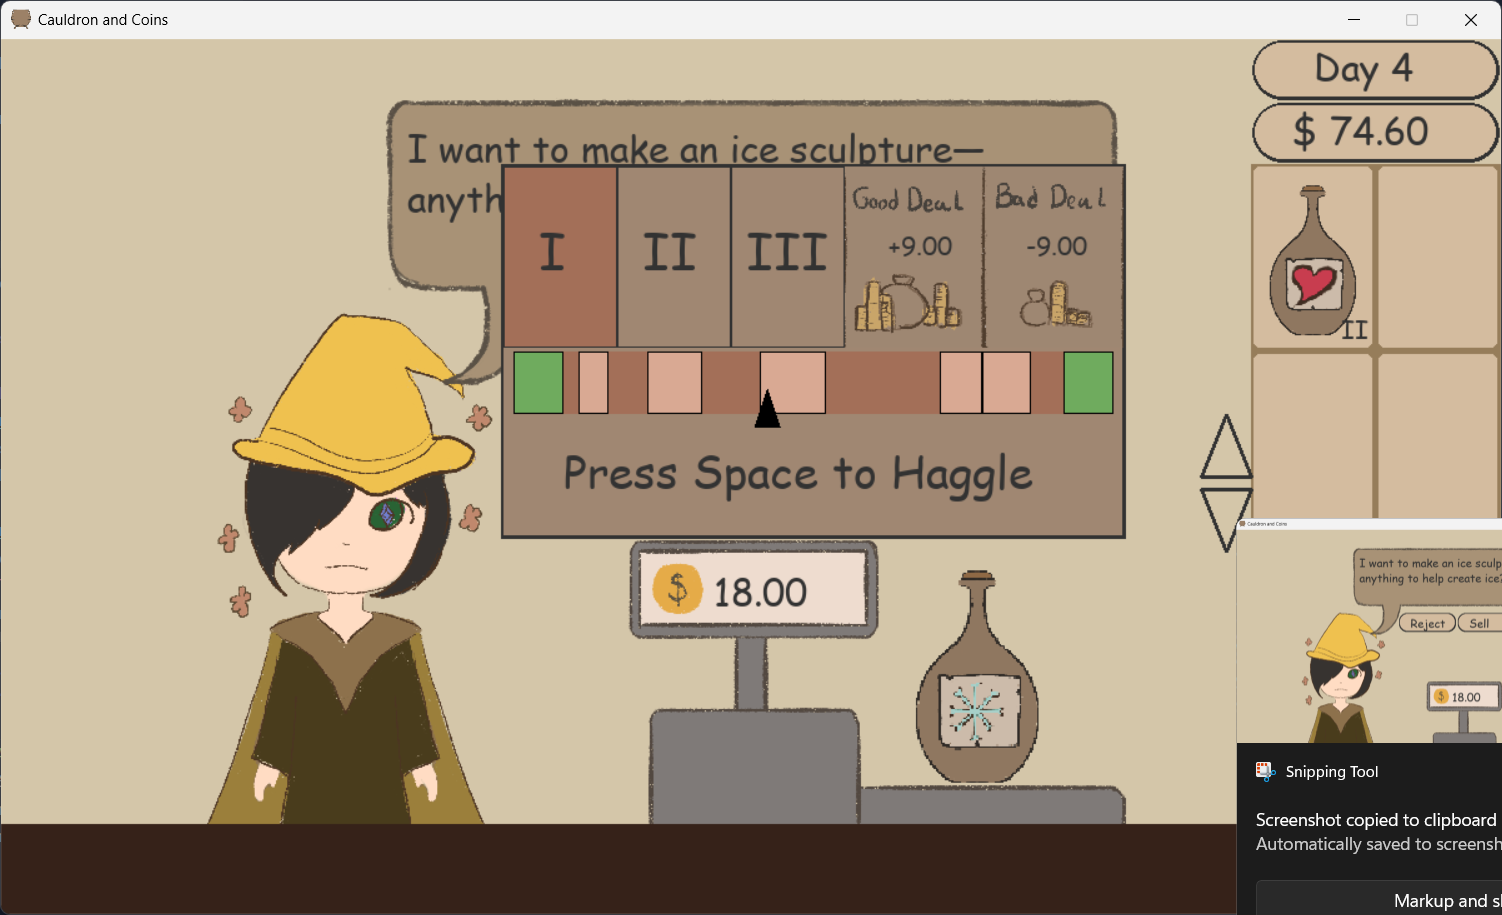 Cauldron and Coins
Day 4
$ 74.60
I want to make an ice sculpture—
anyth
I
II
III
Good Deal
+9.00
Bad Deal
-9.00
II
Press Space to Haggle
$ 18.00
Cauldron and Coins
I want to make an ice sculp
anything to help create ice?
Reject
Sell
$ 18.00
Snipping Tool
Screenshot copied to clipboard
Automatically saved to screensh
Markup and sh